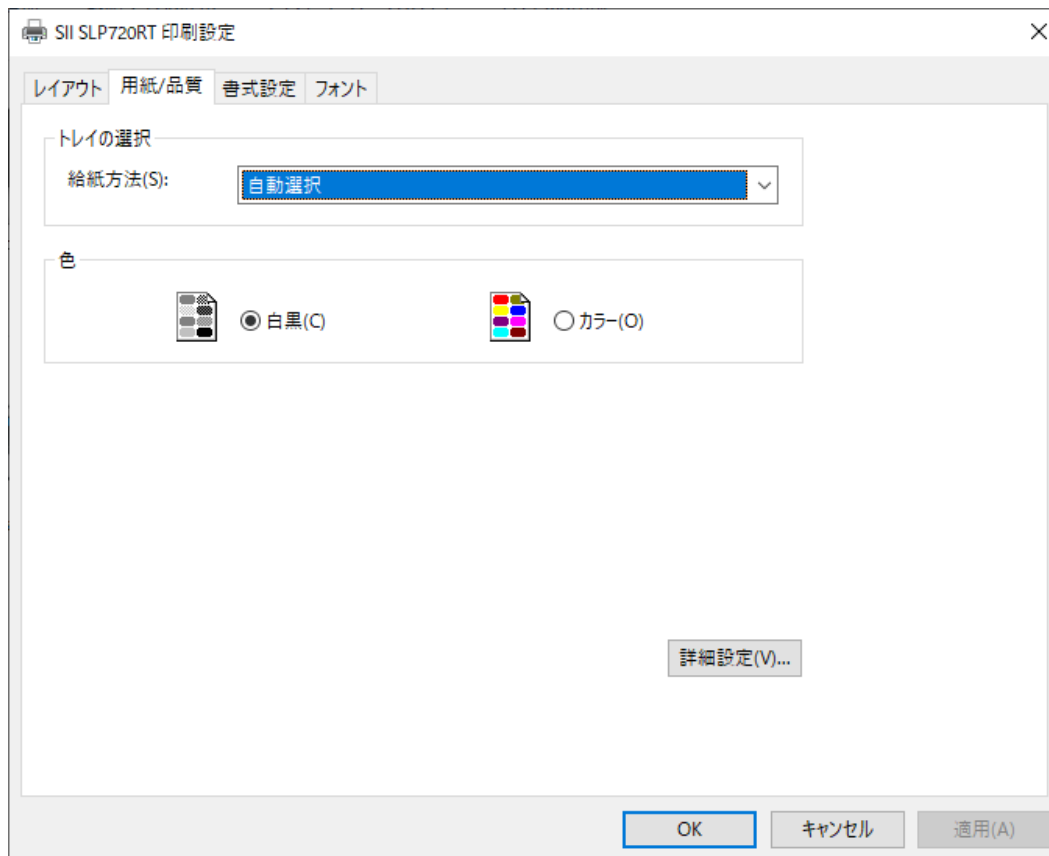 SII SLP720RT 印刷設定
レイアウト 用紙/品質 書式設定 フォント
トレイの選択
給紙方法(S): 自動選択
色
白黒(C) カラー(O)
詳細設定(V)...
OK キャンセル 適用(A)